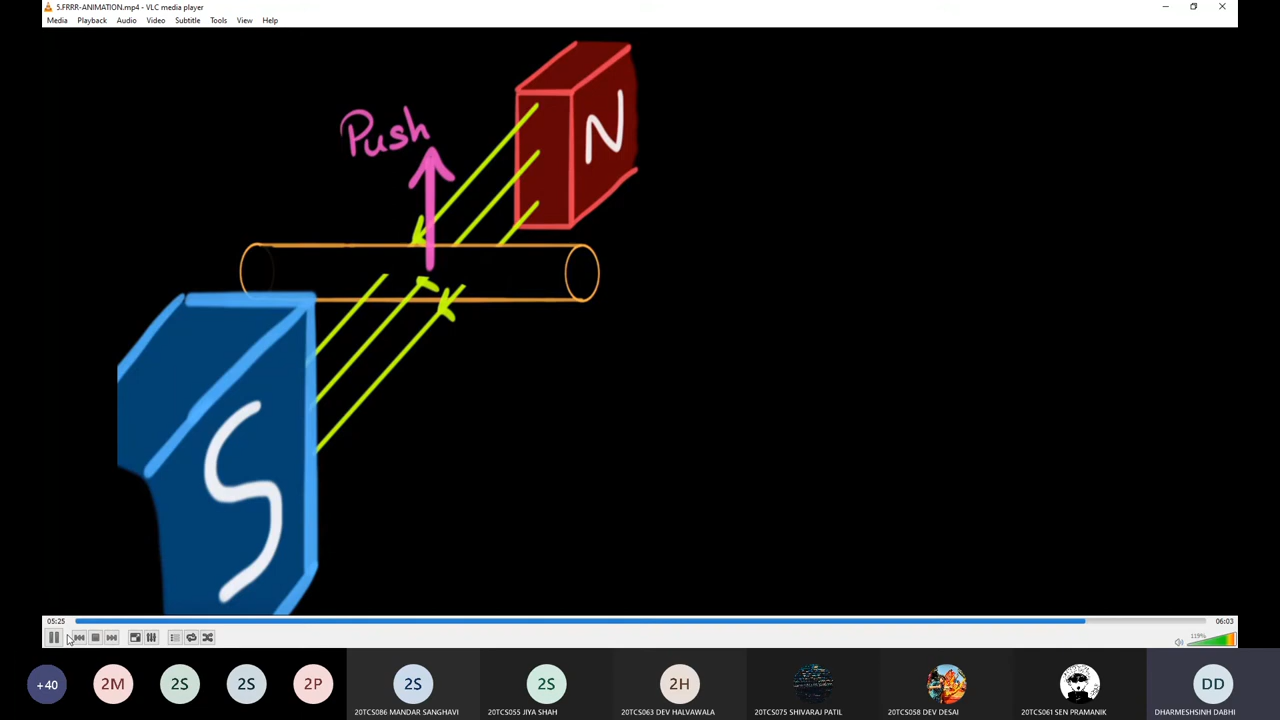 5.FRRR-ANIMATION.mp4 - VLC media player
Media Playback Audio Video Subtitle Tools View Help
Push
N
S
05:25
06:03
119%
+40
2M
2S
2S
2P
2S
2S
2H
DD
20TCS086 MANDAR SANGHAVI
20TCS055 JIYA SHAH
20TCS063 DEV HALVAWALA
20TCS075 SHIVARAJ PATIL
20TCS058 DEV DESAI
20TCS061 SEN PRAMANIK
DHARMESHSINH DABHI